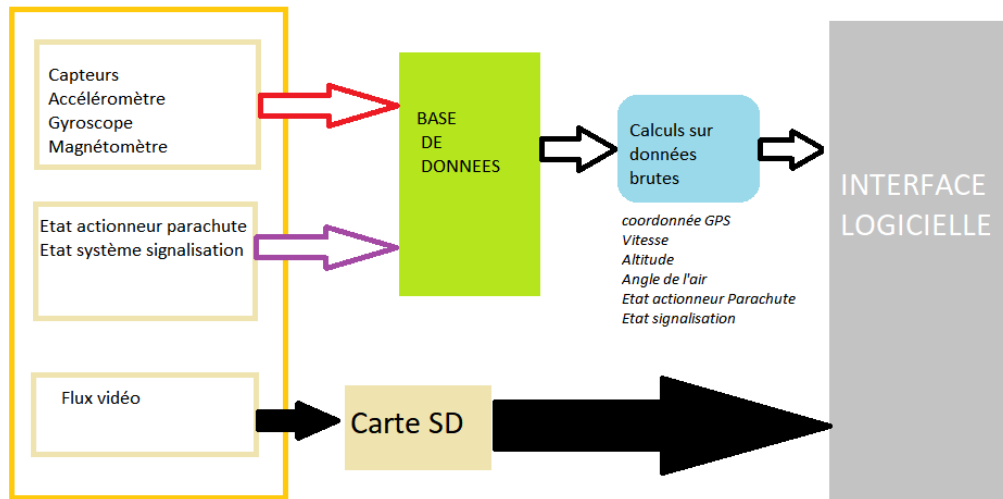 Capteurs
Accéléromètre
Gyroscope
Magnétomètre
Etat actionneur parachute
Etat système signalisation
Flux vidéo
BASE
DE
DONNEES
Carte SD
Calculs sur
données
brutes
coordonnée GPS
Vitesse
Altitude
Angle de l'air
Etat actionneur Parachute
Etat signalisation
INTERFACE
LOGICIELLE